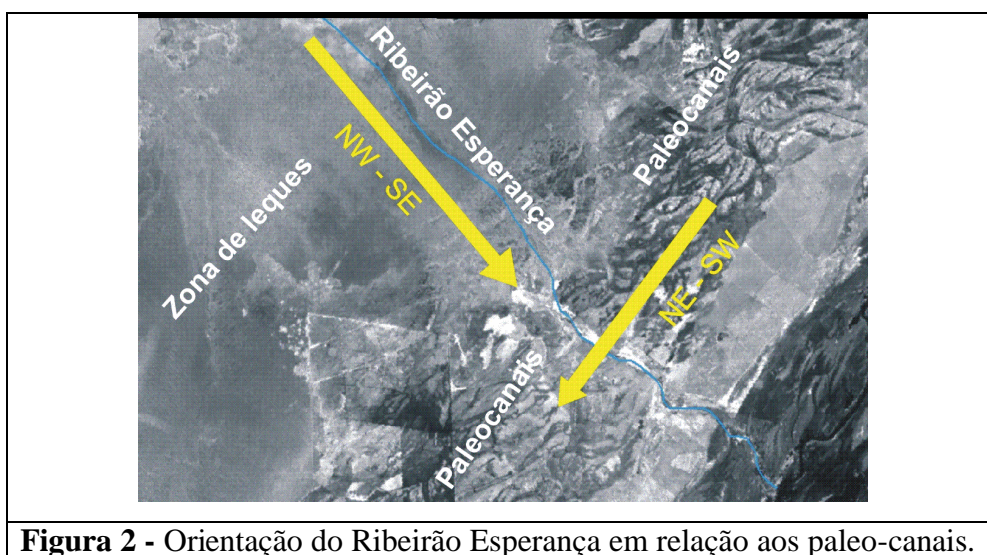 Ribeirão Esperança
Paleocanais
NW - SE
Zona de leques
NE - SW
Paleocanais
Figura 2 - Orientação do Ribeirão Esperança em relação aos paleo-canais.